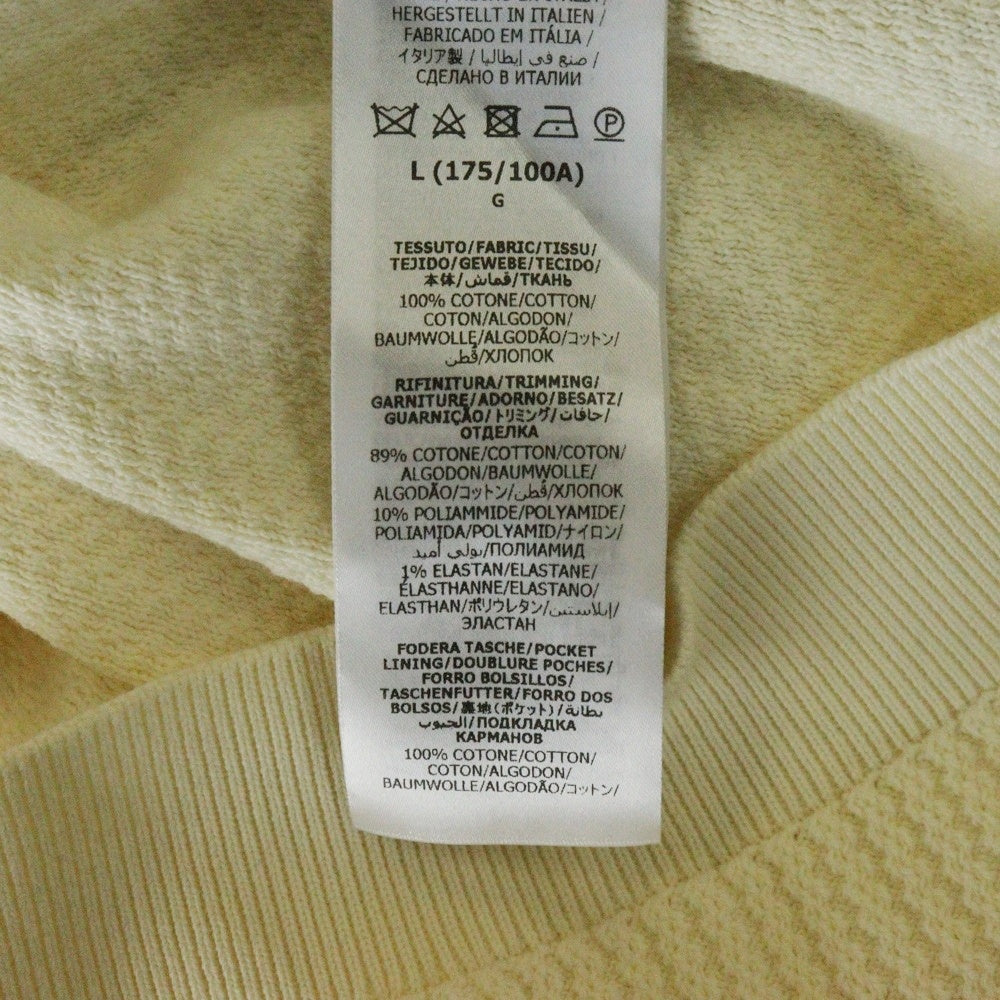 HERGESTELLT IN ITALIEN /
FABRICADO EM ITÁLIA /
イタリア製 / صنع في إيطاليا /
СДЕЛАНО В ИТАЛИИ
P
L (175/100A)
G
TESSUTO/FABRIC/TISSU/
TEJIDO/GEWEBE/TECIDO/
本体/قماش/ТКАНЬ
100% COTONE/COTTON/
COTON/ALGODON/
BAUMWOLLE/ALGODÃO/コットン/
قطن/ХЛОПОК
RIFINITURA/TRIMMING/
GARNITURE/ADORNO/BESATZ/
GUARNIÇÃO/トリミング/حافات/
ОТДЕЛКА
89% COTONE/COTTON/COTON/
ALGODON/BAUMWOLLE/
ALGODÃO/コットン/قطن/ХЛОПОК
10% POLIAMMIDE/POLYAMIDE/
POLIAMIDA/POLYAMID/ナイロン/
بولي أميد/ПОЛИАМИД
1% ELASTAN/ELASTANE/
ÉLASTHANNE/ELASTANO/
ELASTHAN/ポリウレタン/إيلاستين/
ЭЛАСТАН
FODERA TASCHE/POCKET
LINING/DOUBLURE POCHES/
FORRO BOLSILLOS/
TASCHENFUTTER/FORRO DOS
BOLSOS/裏地(ポケット)/بطانة
الجيوب/ПОДКЛАДКА
КАРМАНОВ
100% COTONE/COTTON/
COTON/ALGODON/
BAUMWOLLE/ALGODÃO/コットン/